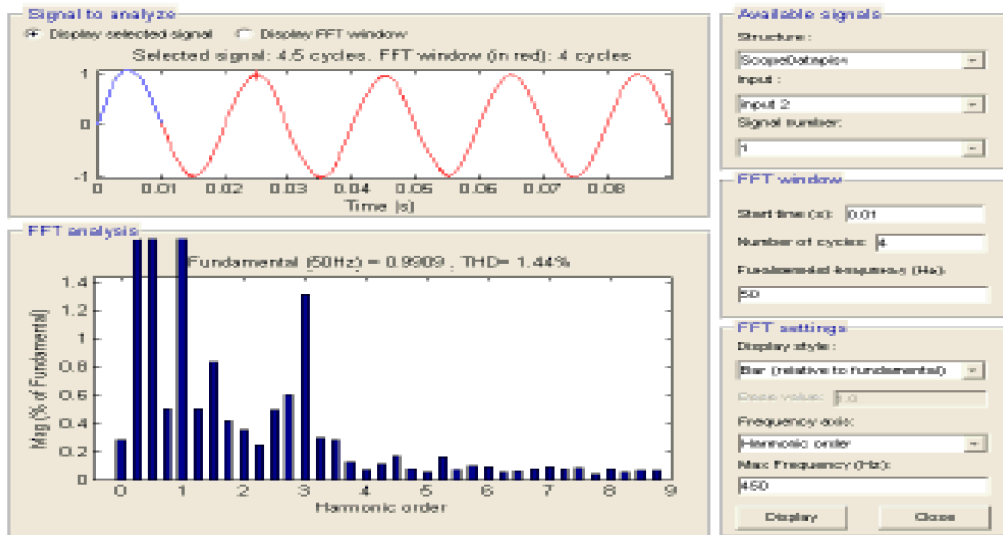 Signal to analyze
Display selected signal
Display FFT window
Selected signal: 4.5 cycles. FFT window (in red): 4 cycles
1
0
-1
0 0.01 0.02 0.03 0.04 0.05 0.06 0.07 0.08
Time (s)
FFT analysis
Fundamental (50Hz) = 0.9909 , THD= 1.44%
Mag (% of Fundamental)
1.4
1.2
1
0.8
0.6
0.4
0.2
0
0 1 2 3 4 5 6 7 8 9
Harmonic order
Available signals
Structure :
Input :
input 2
Signal number:
1
FFT window
Start time (s): 0.01
Number of cycles: 4
Fundamental frequency (Hz):
50
FFT settings
Display style :
Bar (relative to fundamental)
Base value: 1.0
Frequency axis:
Harmonic order
Max Frequency (Hz):
450
Display
Close